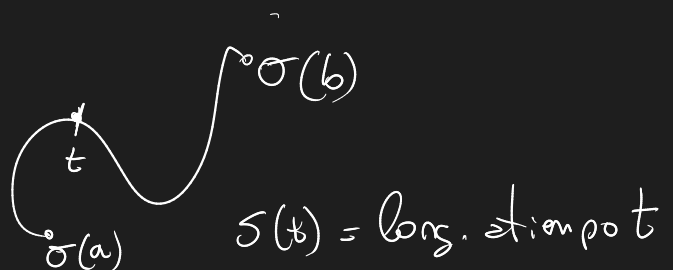 σ(b)
t
σ(a)
S(t) = long. a tiempo t